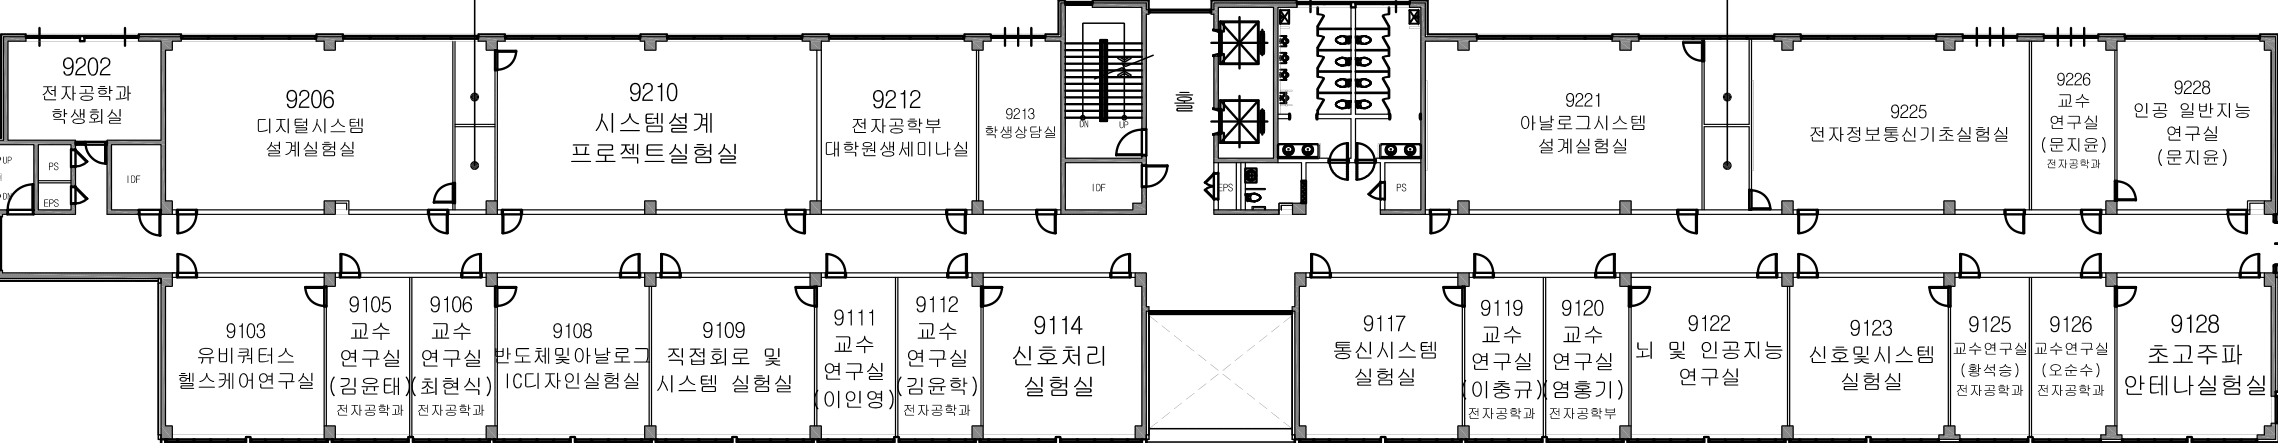 9202
전자공학과
학생회실
9206
디지털시스템
설계실험실
9210
시스템설계
프로젝트실험실
9212
전자공학부
대학원생세미나실
9213
학생상담실
DN
UP
홀
9221
아날로그시스템
설계실험실
9225
전자정보통신기초실험실
9226
교수
연구실
(문지윤)
전자공학과
9228
인공 일반지능
연구실
(문지윤)
UP
DN
PS
EPS
IDF
IDF
EPS
PS
9103
유비쿼터스
헬스케어연구실
9105
교수
연구실
(김윤태)
전자공학과
9106
교수
연구실
(최현식)
전자공학과
9108
반도체및아날로그
IC디자인실험실
9109
직접회로 및
시스템 실험실
9111
교수
연구실
(이인영)
9112
교수
연구실
(김윤학)
전자공학과
9114
신호처리
실험실
9117
통신시스템
실험실
9119
교수
연구실
(이충규)
전자공학과
9120
교수
연구실
(염홍기)
전자공학부
9122
뇌 및 인공지능
연구실
9123
신호및시스템
실험실
9125
교수연구실
(황석승)
전자공학과
9126
교수연구실
(오순수)
전자공학과
9128
초고주파
안테나실험실